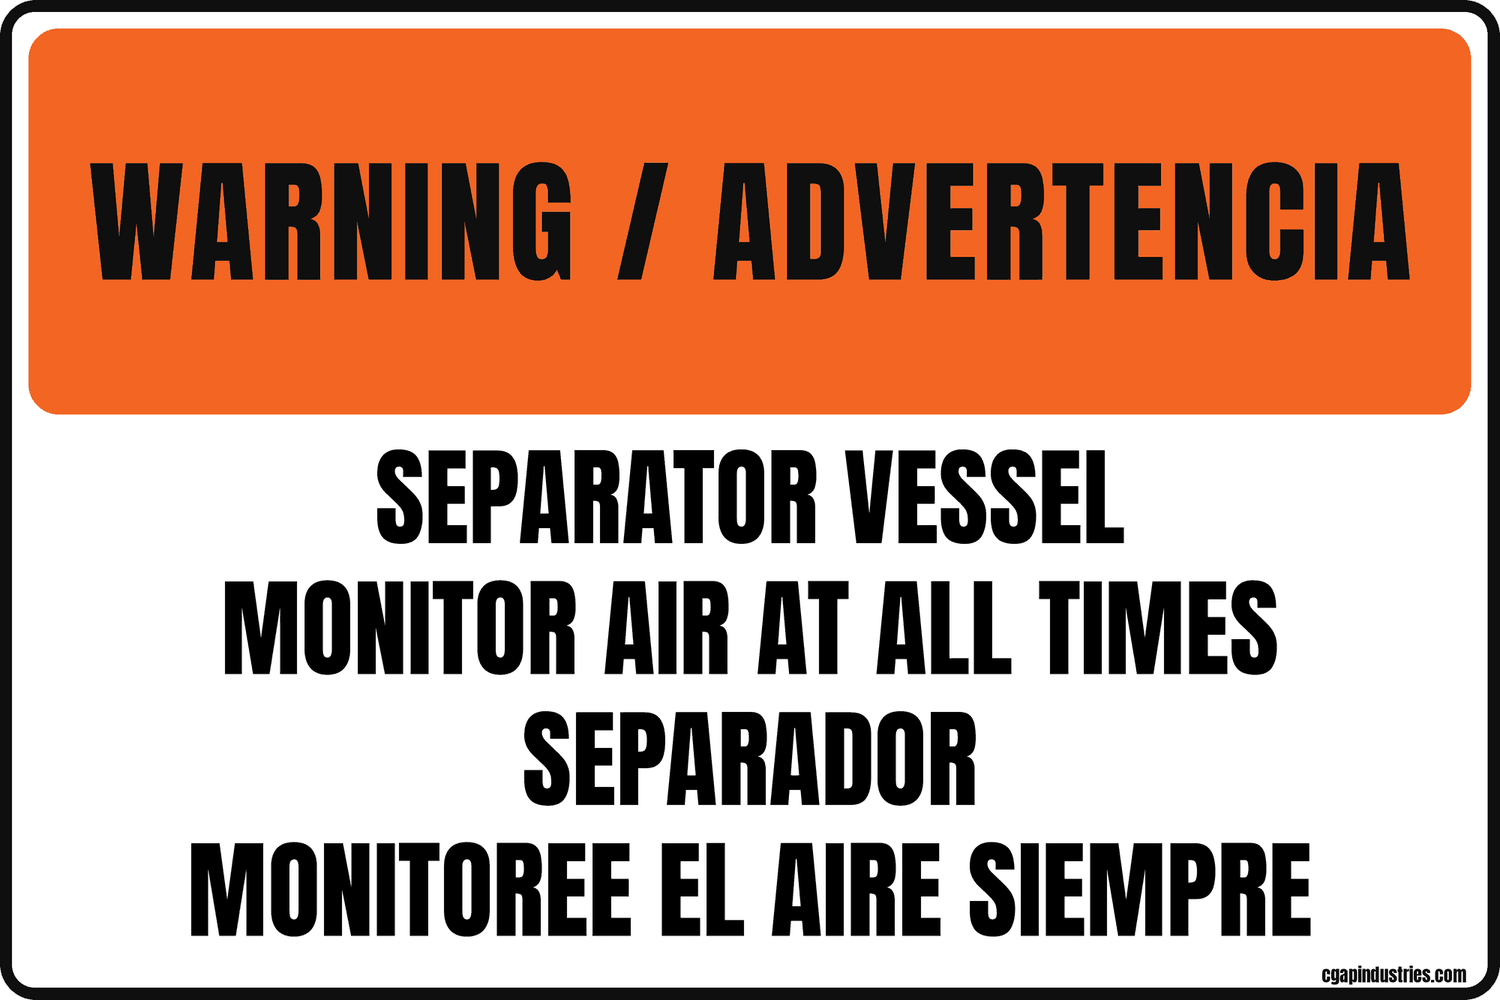 WARNING / ADVERTENCIA
SEPARATOR VESSEL
MONITOR AIR AT ALL TIMES
SEPARADOR
MONITOREE EL AIRE SIEMPRE
cgapindustries.com